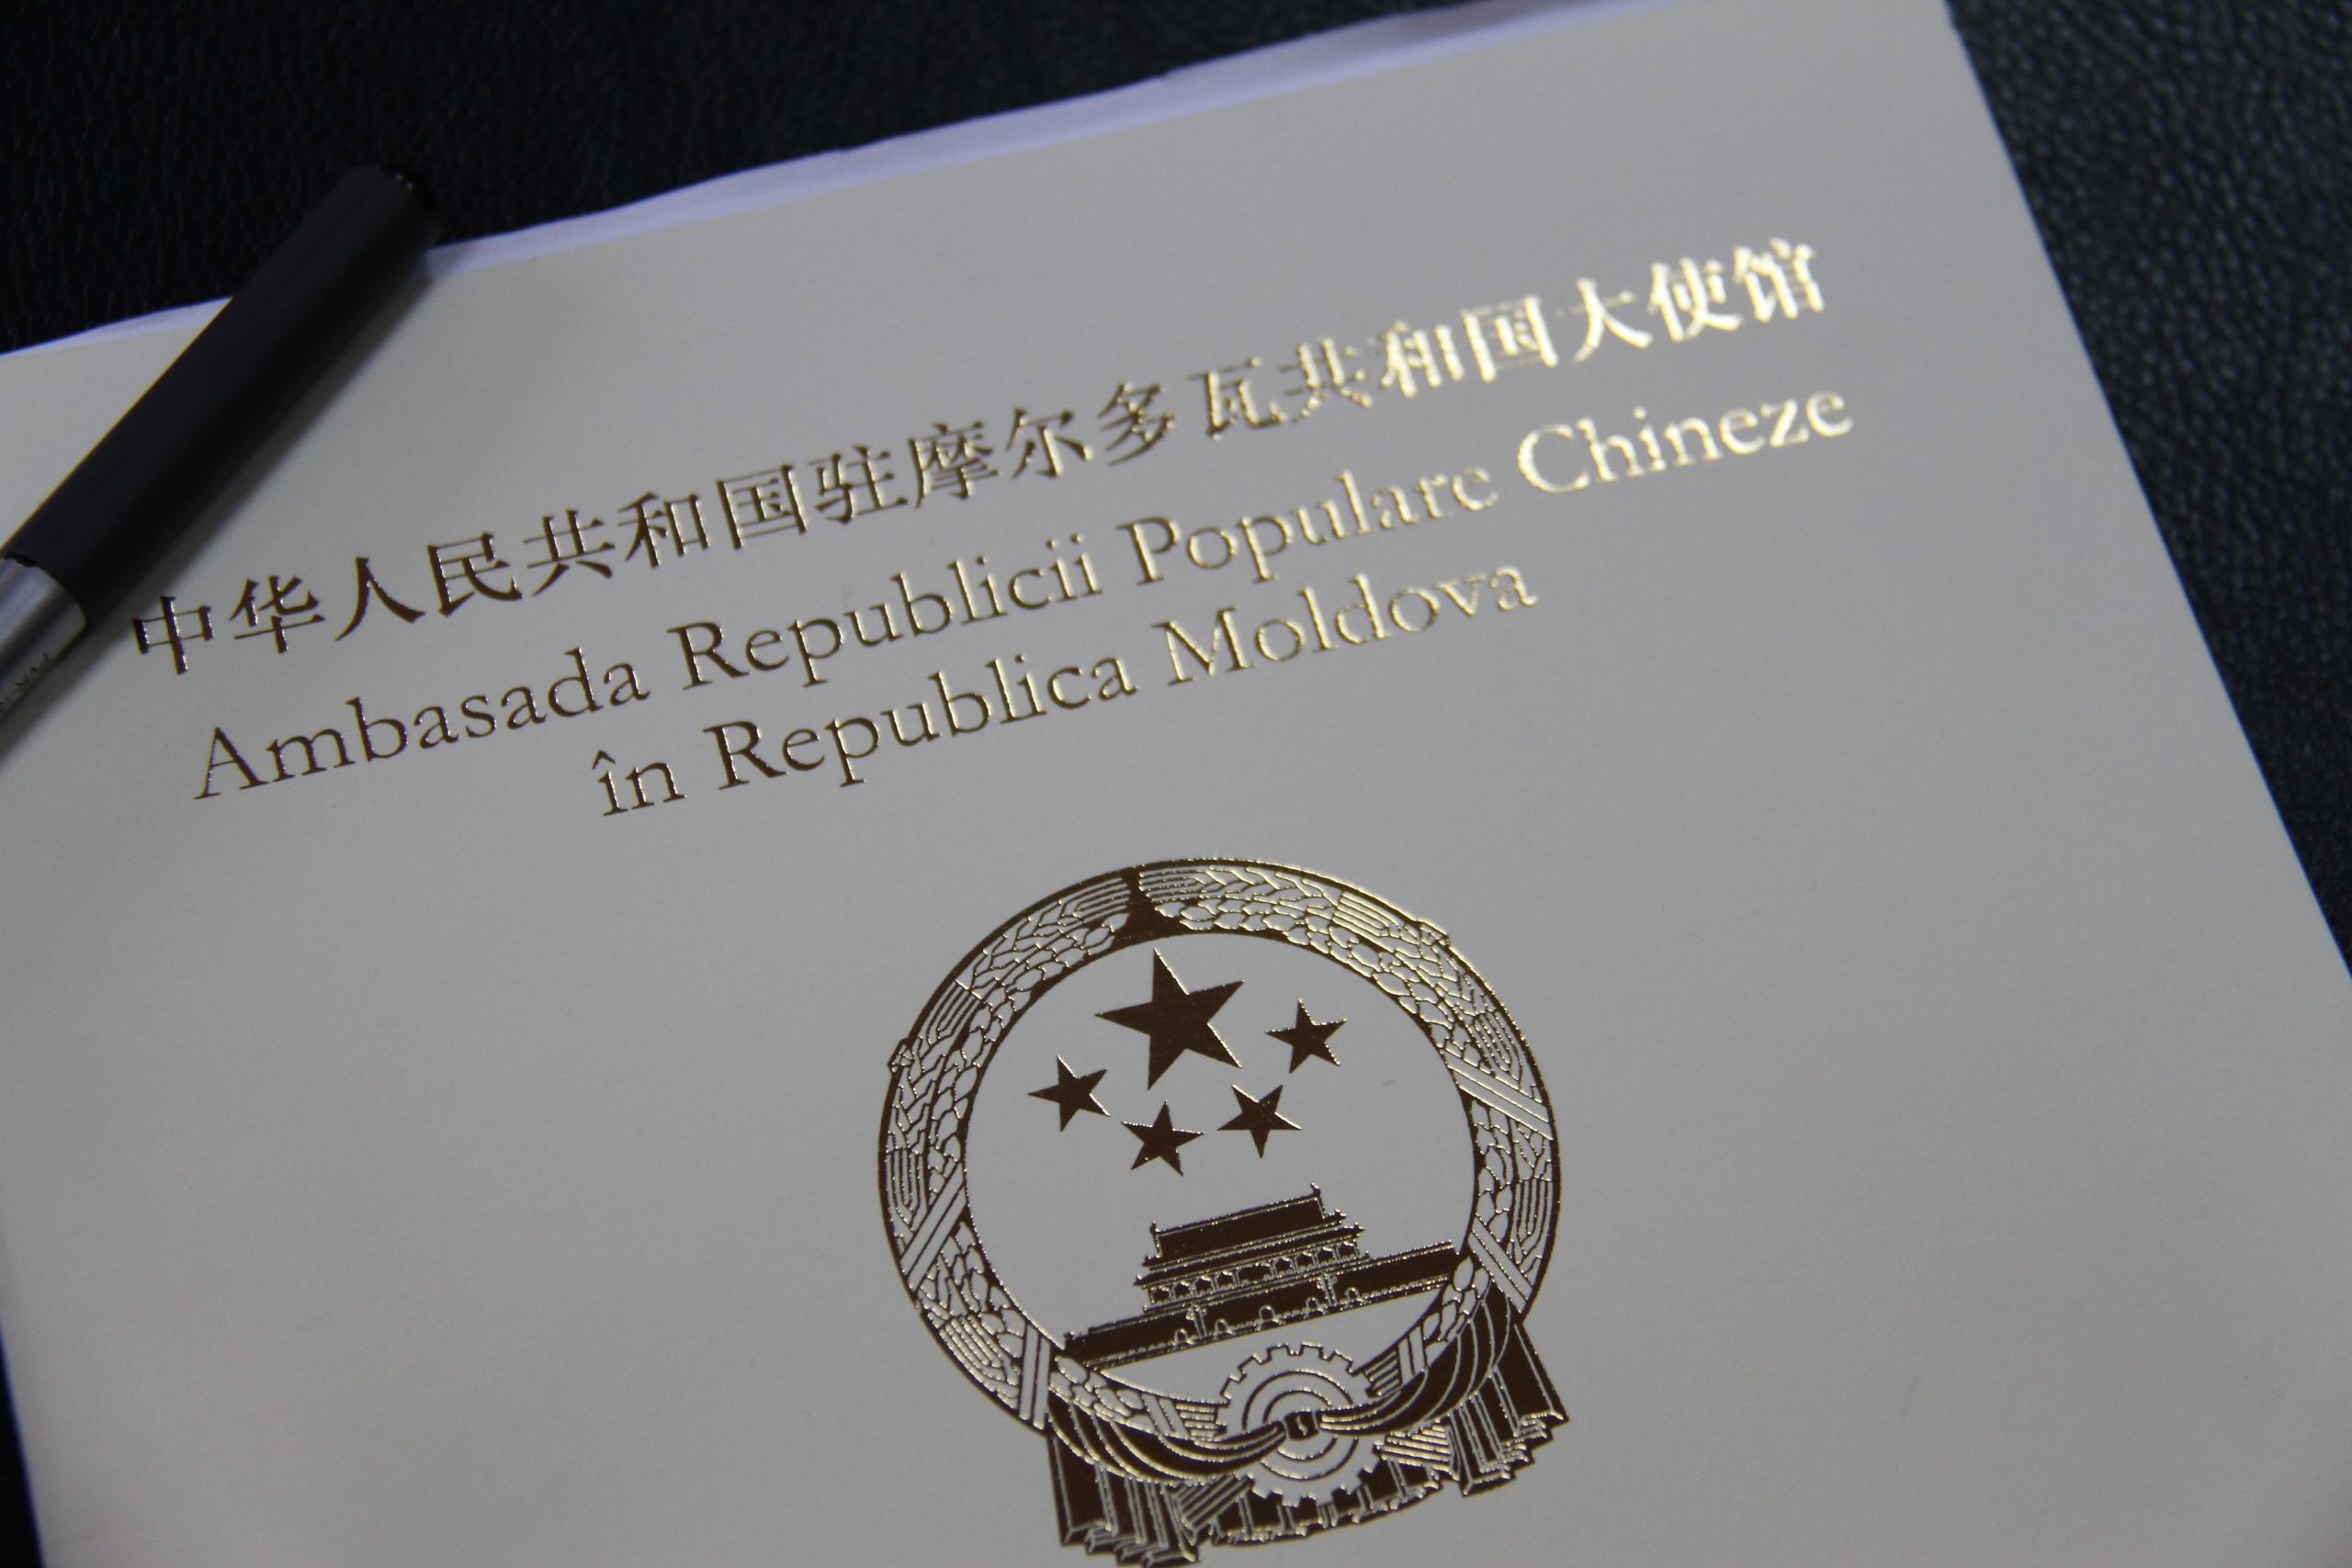 中华人民共和国驻摩尔多瓦共和国大使馆
Ambasada Republicii Populare Chineze
în Republica Moldova